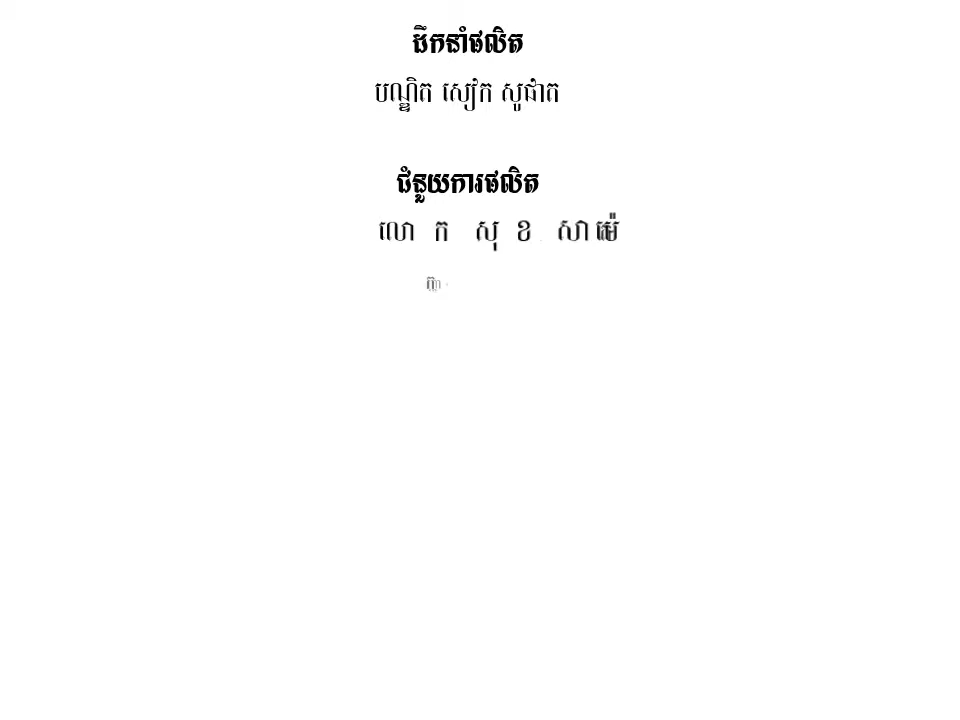 ដឹកនាំផលិត
បណ្ឌិត សៀក សូផាត
ជំនួយការផលិត
លោក សុខ សាម៉េ